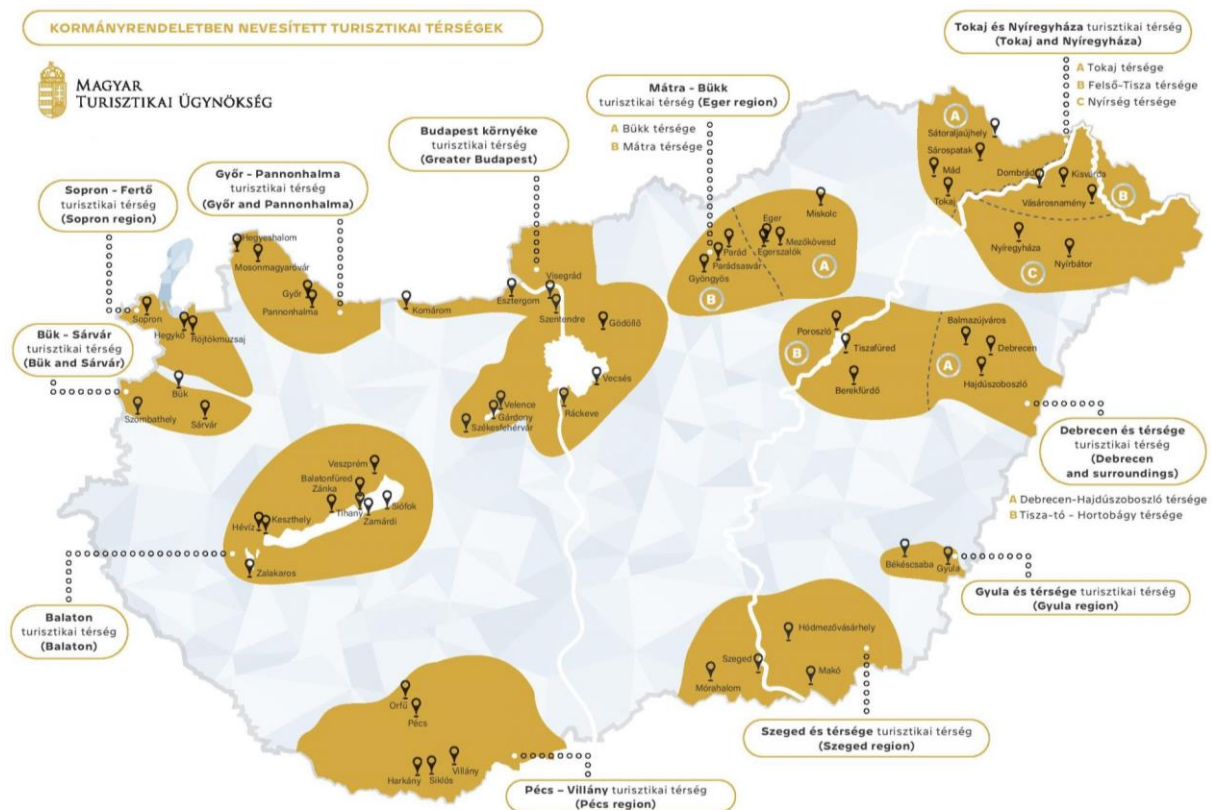 KORMÁNYRENDELETBEN NEVESÍTETT TURISZTIKAI TÉRSÉGEK
MAGYAR
TURISZTIKAI ÜGYNÖKSÉG
Sopron – Fertő
turisztikai térség
(Sopron region)
Győr – Pannonhalma
turisztikai térség
(Győr and Pannonhalma)
Budapest környéke
turisztikai térség
(Greater Budapest)
Mátra - Bükk
turisztikai térség (Eger region)
A Bükk térsége
B Mátra térsége
Tokaj és Nyíregyháza turisztikai térség
(Tokaj and Nyíregyháza)
A Tokaj térsége
B Felső-Tisza térsége
C Nyírség térsége
Bük – Sárvár
turisztikai térség
(Bük and Sárvár)
Debrecen és térsége
turisztikai térség
(Debrecen
and surroundings)
A Debrecen-Hajdúszoboszló térsége
B Tisza-tó - Hortobágy térsége
Gyula és térsége turisztikai térség
(Gyula region)
Balaton
turisztikai térség
(Balaton)
Szeged és térsége turisztikai térség
(Szeged region)
Pécs – Villány turisztikai térség
(Pécs region)
Sopron
Hegykő
Röjtökmuzsaj
Hegyeshalom
Mosonmagyaróvár
Győr
Pannonhalma
Bük
Szombathely
Sárvár
Komárom
Esztergom
Visegrád
Szentendre
Gödöllő
Vecsés
Ráckeve
Velence
Gárdony
Székesfehérvár
A
B
Miskolc
Eger
Mezőkövesd
Egerszalók
Parád
Parádsasvár
Gyöngyös
A
B
C
Sátoraljaújhely
Sárospatak
Mád
Tokaj
Dombrád
Kisvárda
Vásárosnamény
Nyíregyháza
Nyírbátor
A
B
Poroszló
Tiszafüred
Berekfürdő
Balmazújváros
Debrecen
Hajdúszoboszló
Veszprém
Balatonfüred
Zánka
Tihany
Zamárdi
Siófok
Hévíz
Keszthely
Zalakaros
Békéscsaba
Gyula
Hódmezővásárhely
Szeged
Makó
Mórahalom
Orfű
Pécs
Harkány
Siklós
Villány